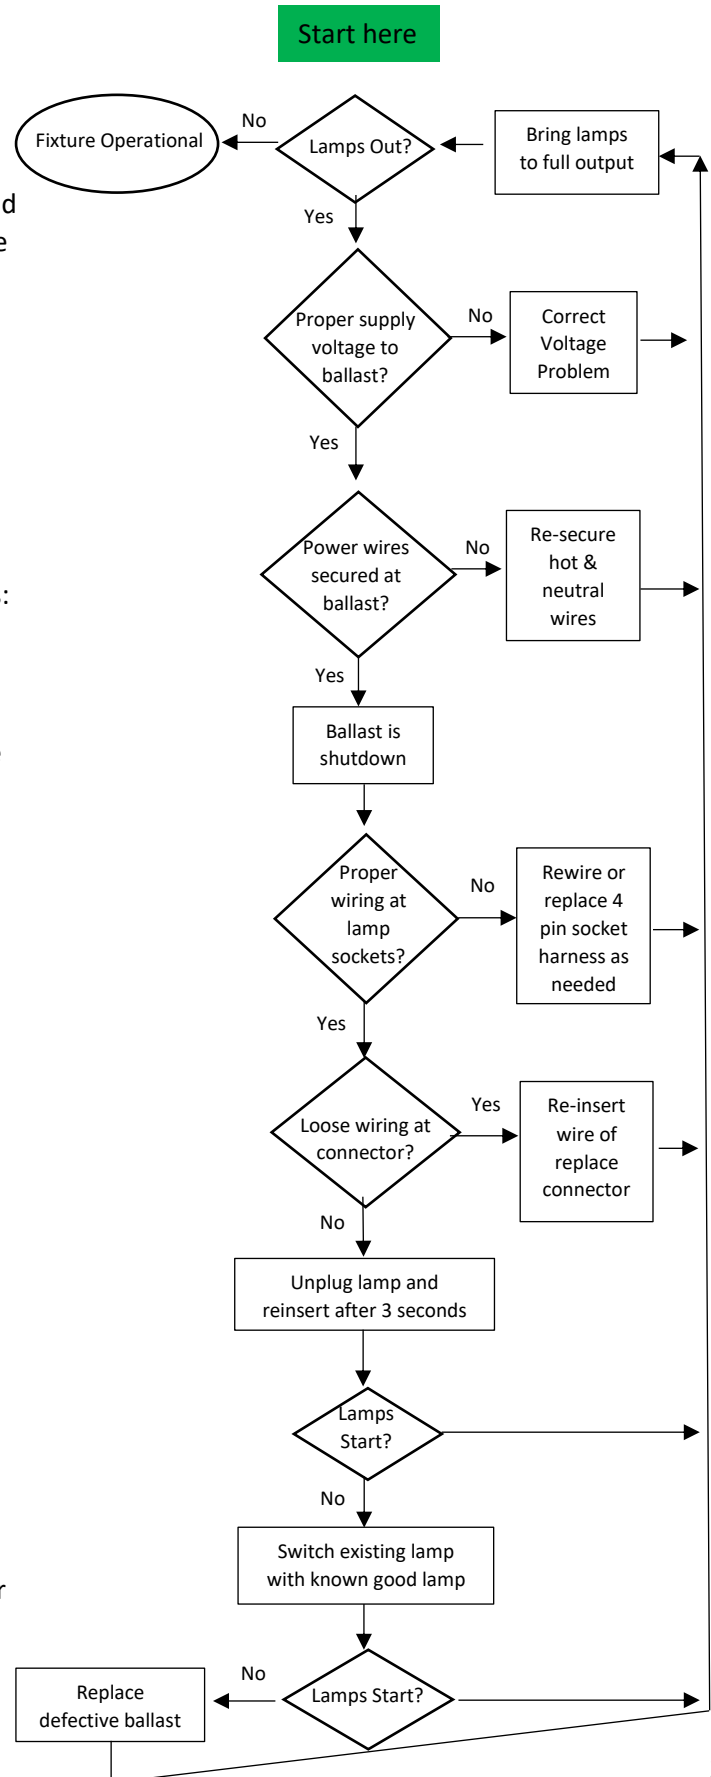 Start here
Fixture Operational
No
Lamps Out?
Bring lamps
to full output
d
e
Yes
Proper supply
voltage to
ballast?
No
Correct
Voltage
Problem
Yes
Power wires
secured at
ballast?
No
Re-secure
hot &
neutral
wires
:
Yes
Ballast is
shutdown
Proper
wiring at
lamp
sockets?
No
Rewire or
replace 4
pin socket
harness as
needed
Yes
Loose wiring at
connector?
Yes
Re-insert
wire of
replace
connector
No
Unplug lamp and
reinsert after 3 seconds
Lamps
Start?
No
Switch existing lamp
with known good lamp
r
Replace
defective ballast
No
Lamps Start?